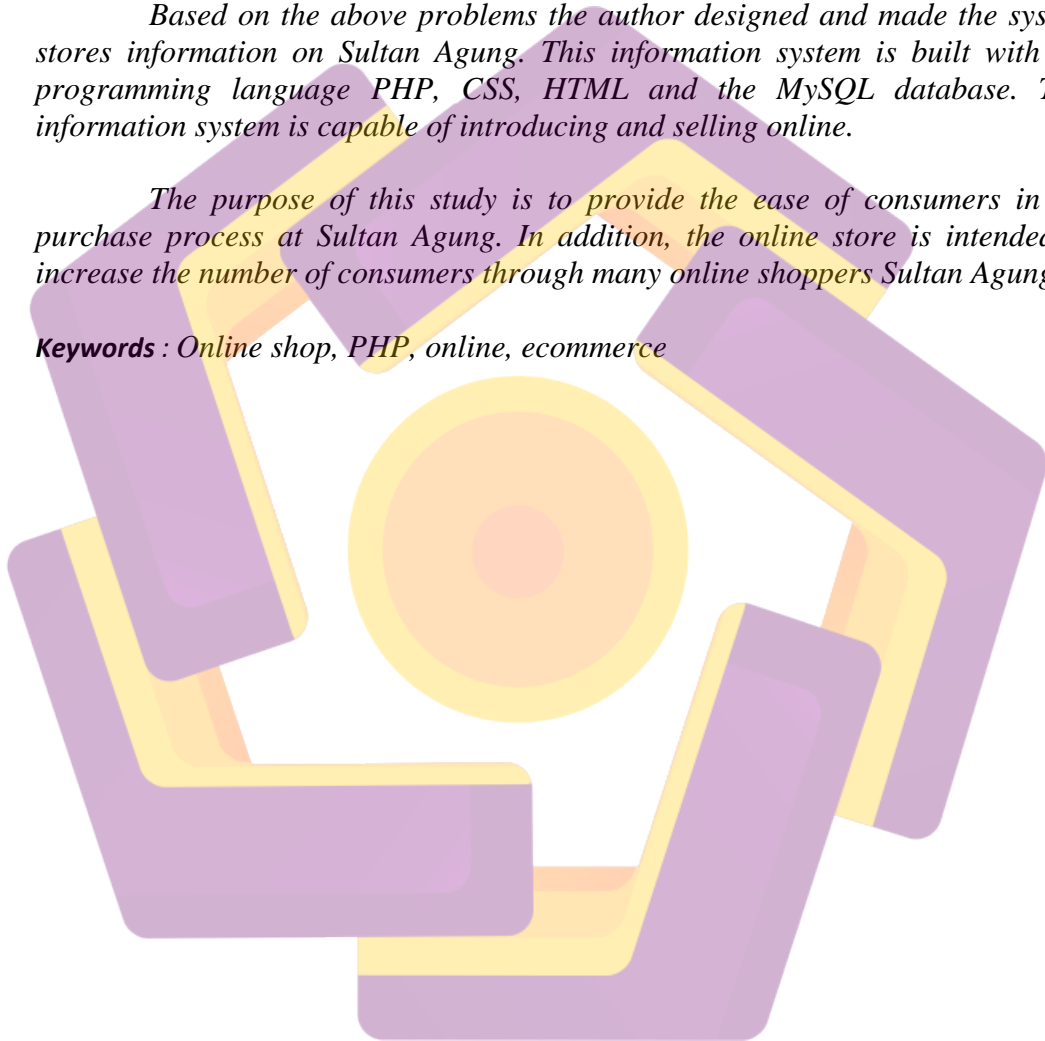 Based on the above problems the author designed and made the sys
stores information on Sultan Agung. This information system is built with
programming language PHP, CSS, HTML and the MySQL database. T
information system is capable of introducing and selling online.
The purpose of this study is to provide the ease of consumers in
purchase process at Sultan Agung. In addition, the online store is intended
increase the number of consumers through many online shoppers Sultan Agung
Keywords : Online shop, PHP, online, ecommerce